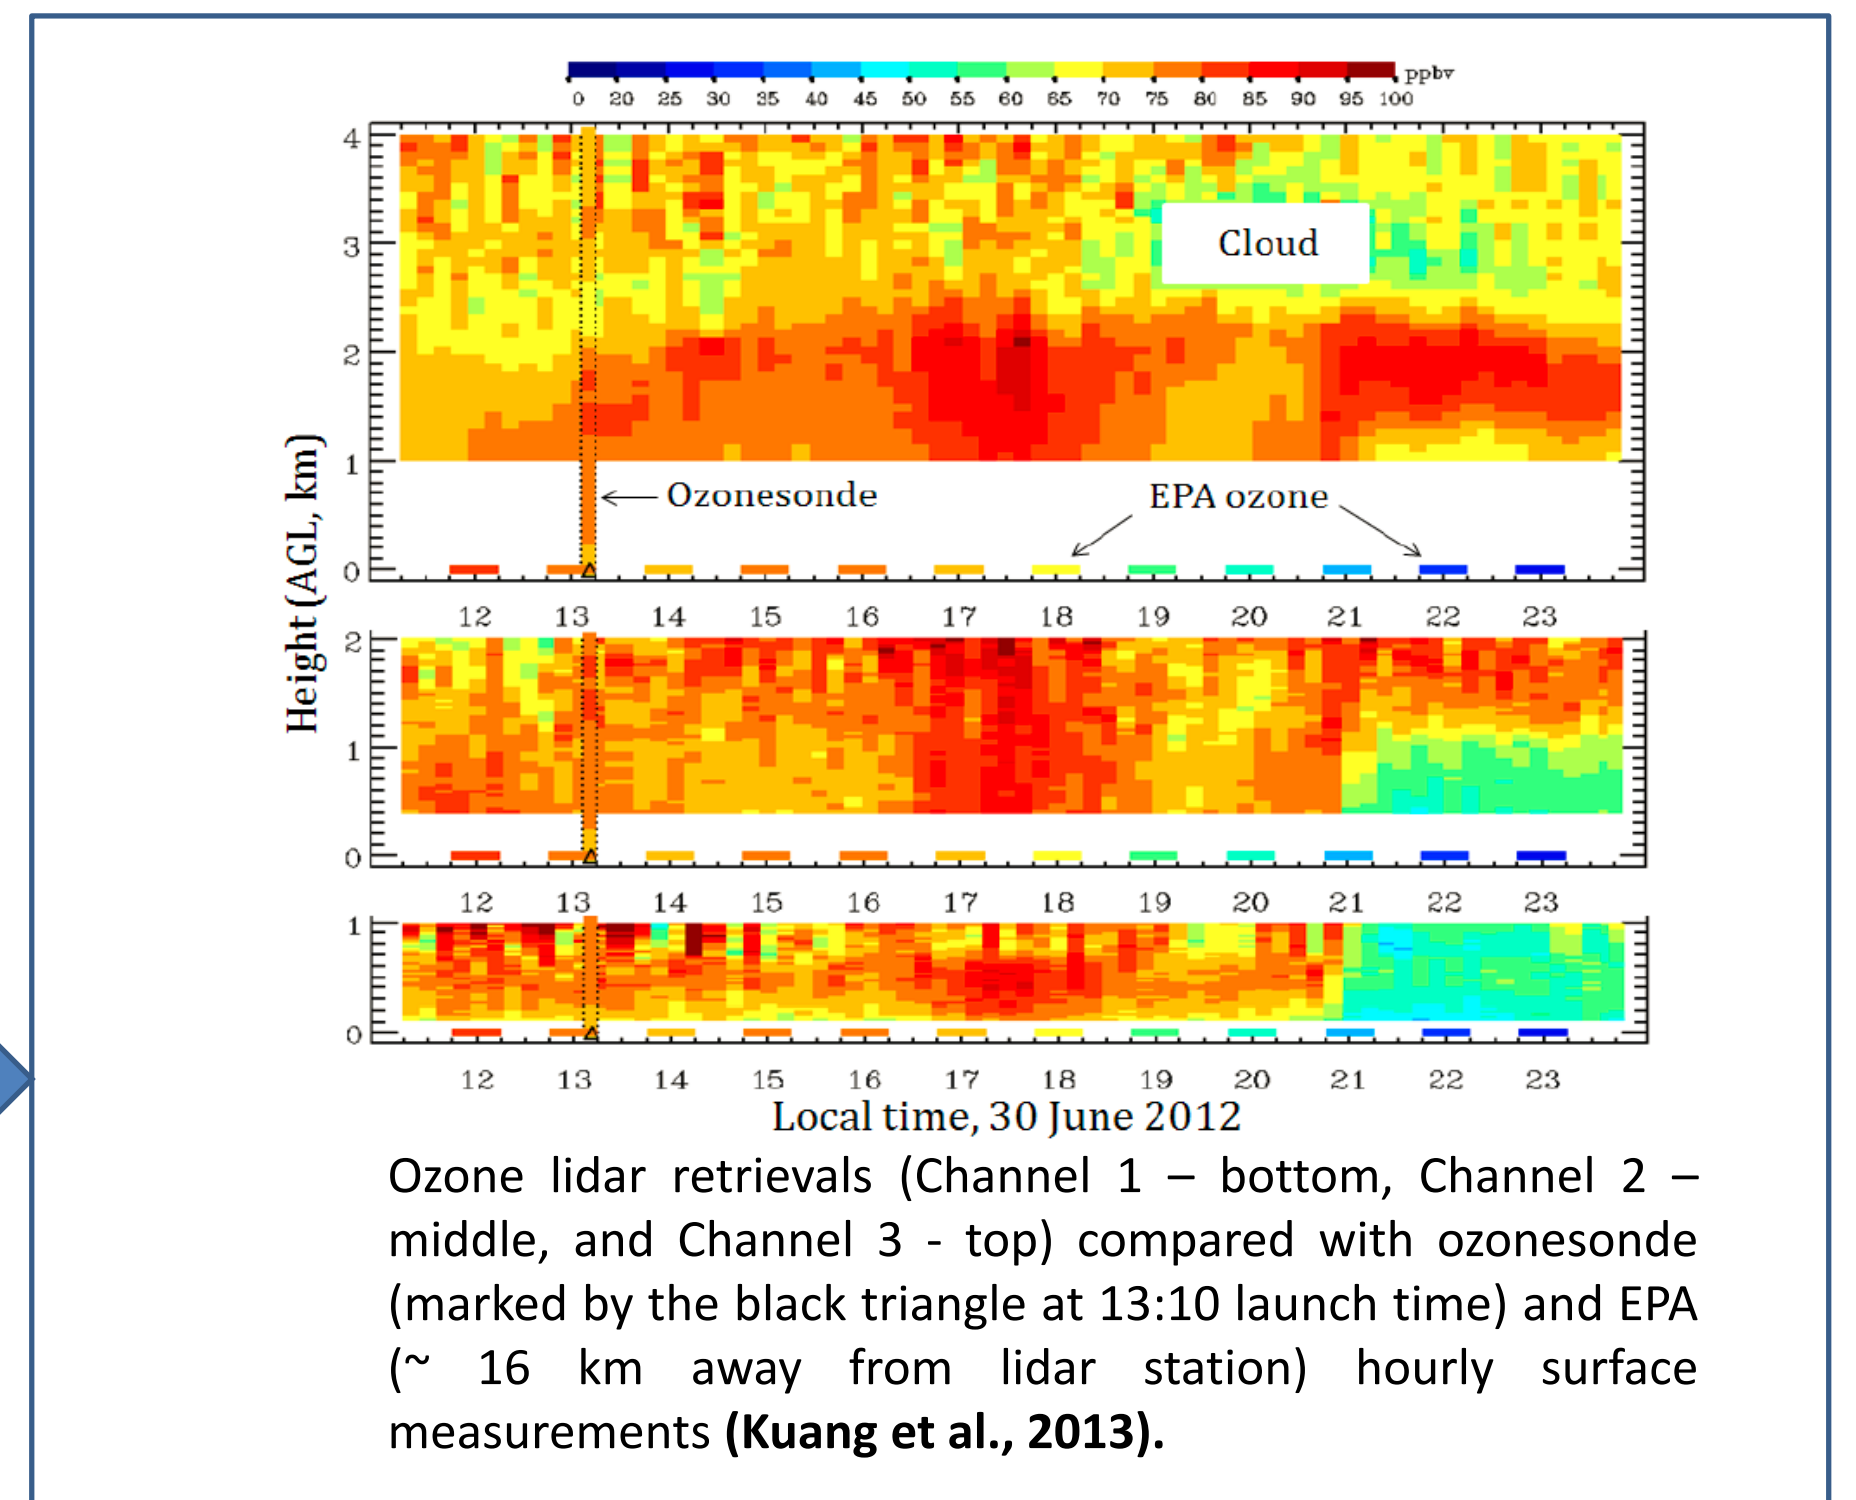 ppbv
0 20 25 30 35 40 45 50 55 60 65 70 75 80 85 90 95 100
4
3
Cloud
2
1
Ozonesonde
EPA ozone
0
12 13 14 15 16 17 18 19 20 21 22 23
Height (AGL, km)
2
1
0
12 13 14 15 16 17 18 19 20 21 22 23
1
0
12 13 14 15 16 17 18 19 20 21 22 23
Local time, 30 June 2012
Ozone lidar retrievals (Channel 1 – bottom, Channel 2 –
middle, and Channel 3 - top) compared with ozonesonde
(marked by the black triangle at 13:10 launch time) and EPA
(~ 16 km away from lidar station) hourly surface
measurements (Kuang et al., 2013).